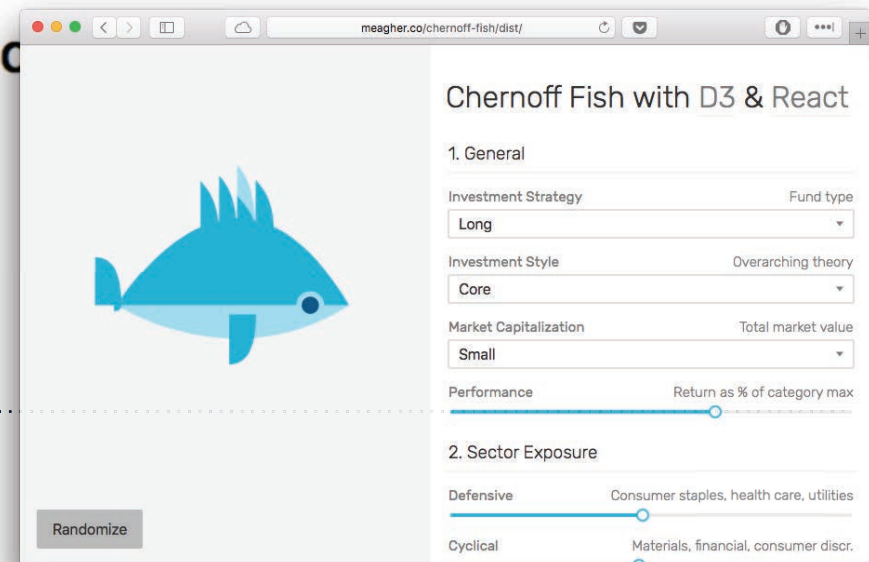 meagher.co/chernoff-fish/dist/
Chernoff Fish with D3 & React
1. General
Investment Strategy Fund type
Long
Investment Style Overarching theory
Core
Market Capitalization Total market value
Small
Performance Return as % of category max
2. Sector Exposure
Defensive Consumer staples, health care, utilities
Randomize
Cyclical Materials, financial, consumer discr.